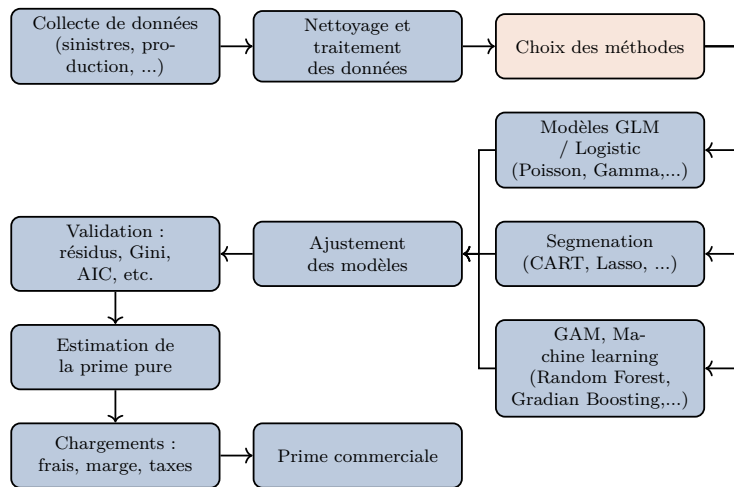 Collecte de données
(sinistres, pro-
duction, ...)
Nettoyage et
traitement
des données
Choix des méthodes
Modèles GLM
/ Logistic
(Poisson, Gamma,...)
Segmenation
(CART, Lasso, ...)
GAM, Ma-
chine learning
(Random Forest,
Gradian Boosting,...)
Ajustement
des modèles
Validation :
résidus, Gini,
AIC, etc.
Estimation de
la prime pure
Chargements :
frais, marge, taxes
Prime commerciale